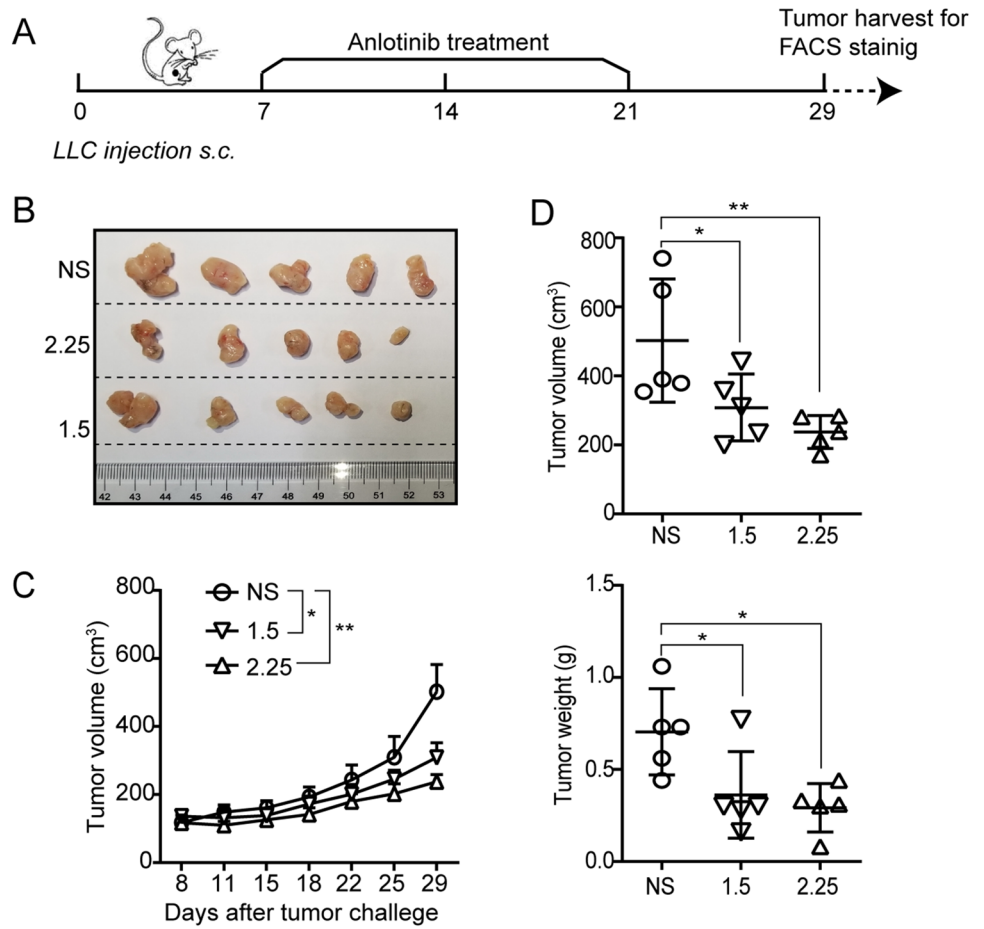 A
Anlotinib treatment
Tumor harvest for
FACS stainig
0 7 14 21 29
LLC injection s.c.
B
NS
2.25
1.5
42 43 44 45 46 47 48 49 50 51 52 53
C
Tumor volume (cm³)
800
600
400
200
0
NS
1.5
2.25
*
**
8 11 15 18 22 25 29
Days after tumor challege
D
Tumor volume (cm³)
800
600
400
200
0
**
*
NS 1.5 2.25
Tumor weight (g)
1.5
1.0
0.5
0.0
*
*
NS 1.5 2.25